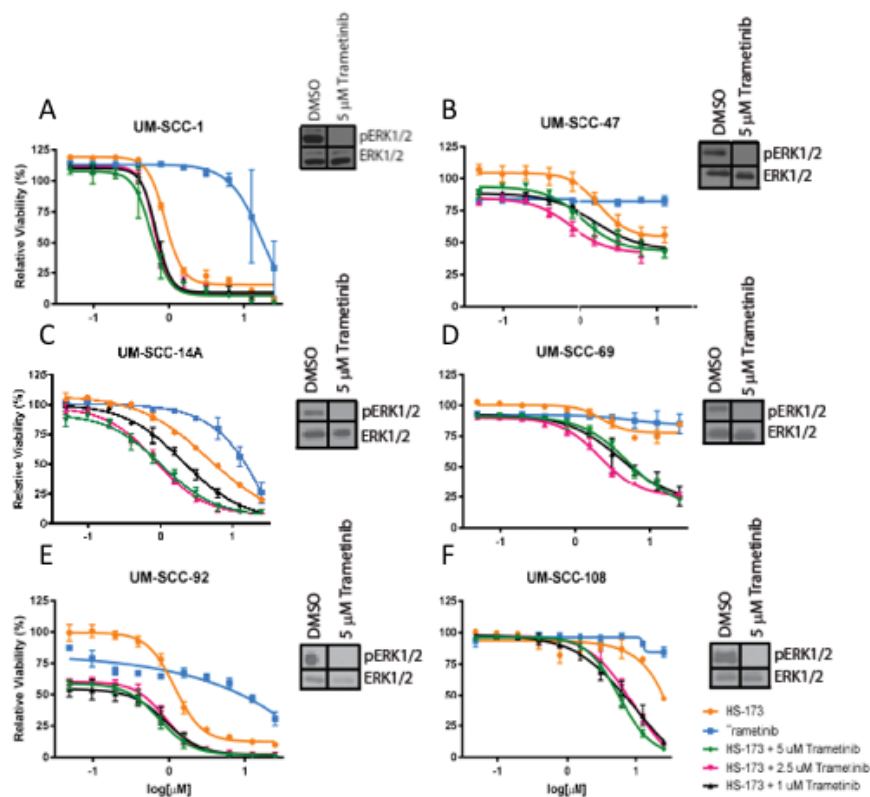 A
UM-SCC-1
DMSO
5 µM Trametinib
pERK1/2
ERK1/2
Relative Viability (%)
125
100
75
50
25
0
-1
0
1
B
UM-SCC-47
DMSO
5 µM Trametinib
pERK1/2
ERK1/2
125
100
75
50
25
0
-1
0
1
C
UM-SCC-14A
DMSO
5 µM Trametinib
pERK1/2
ERK1/2
Relative Viability (%)
125
100
75
50
25
0
-1
0
1
D
UM-SCC-69
DMSO
5 µM Trametinib
pERK1/2
ERK1/2
125
100
75
50
25
0
-1
0
1
E
UM-SCC-92
DMSO
5 µM Trametinib
pERK1/2
ERK1/2
Relative Viability (%)
125
100
75
50
25
0
-1
0
1
log[µM]
F
UM-SCC-108
DMSO
5 µM Trametinib
pERK1/2
ERK1/2
125
100
75
50
25
0
-1
0
1
log[µM]
HS-173
Trametinib
HS-173 + 5 uM Trametinib
HS-173 + 2.5 uM Trametinib
HS-173 + 1 uM Trametinib